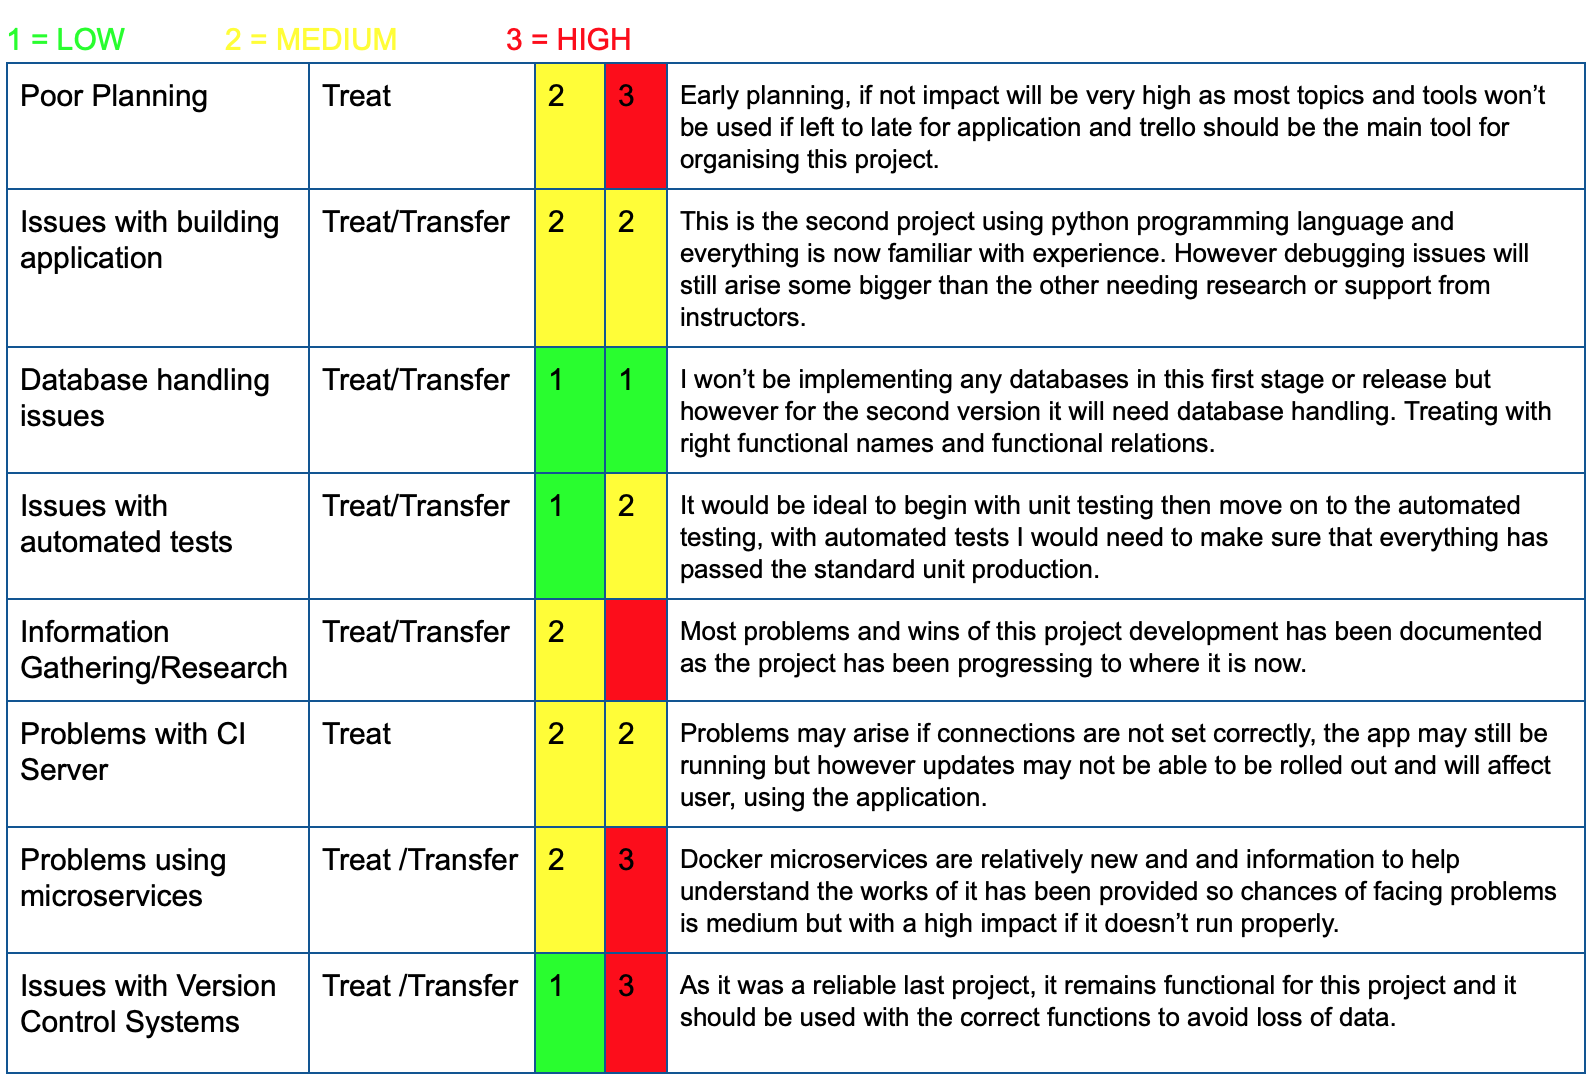 1 = LOW 2 = MEDIUM 3 = HIGH
Poor Planning Treat 2 3 Early planning, if not impact will be very high as most topics and tools won’t
be used if left to late for application and trello should be the main tool for
organising this project.
Issues with building Treat/Transfer 2 2 This is the second project using python programming language and
application everything is now familiar with experience. However debugging issues will
still arise some bigger than the other needing research or support from
instructors.
Database handling Treat/Transfer 1 1 I won’t be implementing any databases in this first stage or release but
issues however for the second version it will need database handling. Treating with
right functional names and functional relations.
Issues with Treat/Transfer 1 2 It would be ideal to begin with unit testing then move on to the automated
automated tests testing, with automated tests I would need to make sure that everything has
passed the standard unit production.
Information Treat/Transfer 2 Most problems and wins of this project development has been documented
Gathering/Research as the project has been progressing to where it is now.
Problems with CI Treat 2 2 Problems may arise if connections are not set correctly, the app may still be
Server running but however updates may not be able to be rolled out and will affect
user, using the application.
Problems using Treat /Transfer 2 3 Docker microservices are relatively new and and information to help
microservices understand the works of it has been provided so chances of facing problems
is medium but with a high impact if it doesn’t run properly.
Issues with Version Treat /Transfer 1 3 As it was a reliable last project, it remains functional for this project and it
Control Systems should be used with the correct functions to avoid loss of data.